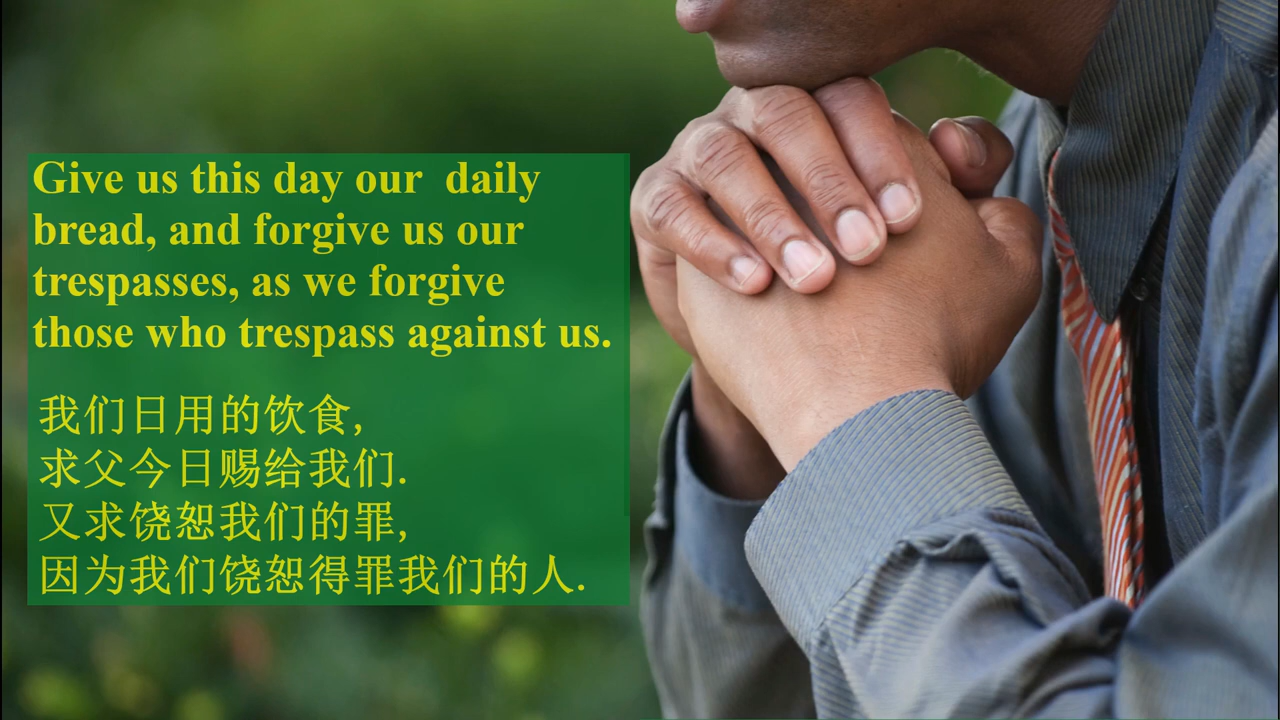 Give us this day our  daily
bread, and forgive us our
trespasses, as we forgive
those who trespass against us.
我们日用的饮食,
求父今日赐给我们.
又求饶恕我们的罪,
因为我们饶恕得罪我们的人.